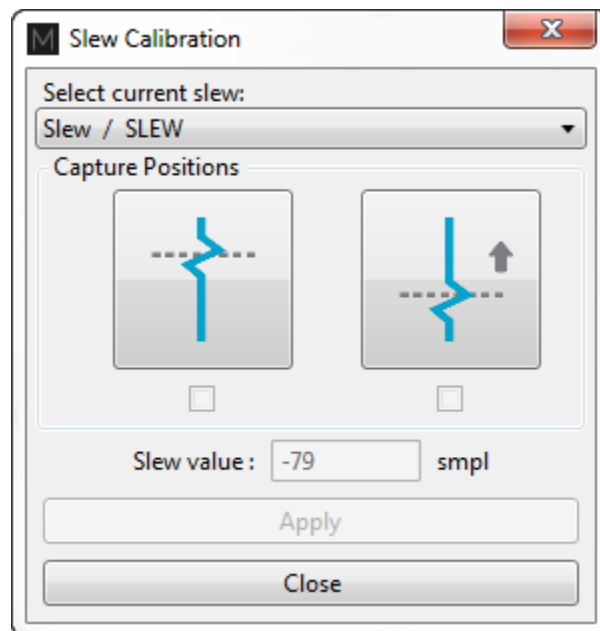 M Slew Calibration
Select current slew:
Slew / SLEW
Capture Positions
Slew value : -79 smpl
Apply
Close